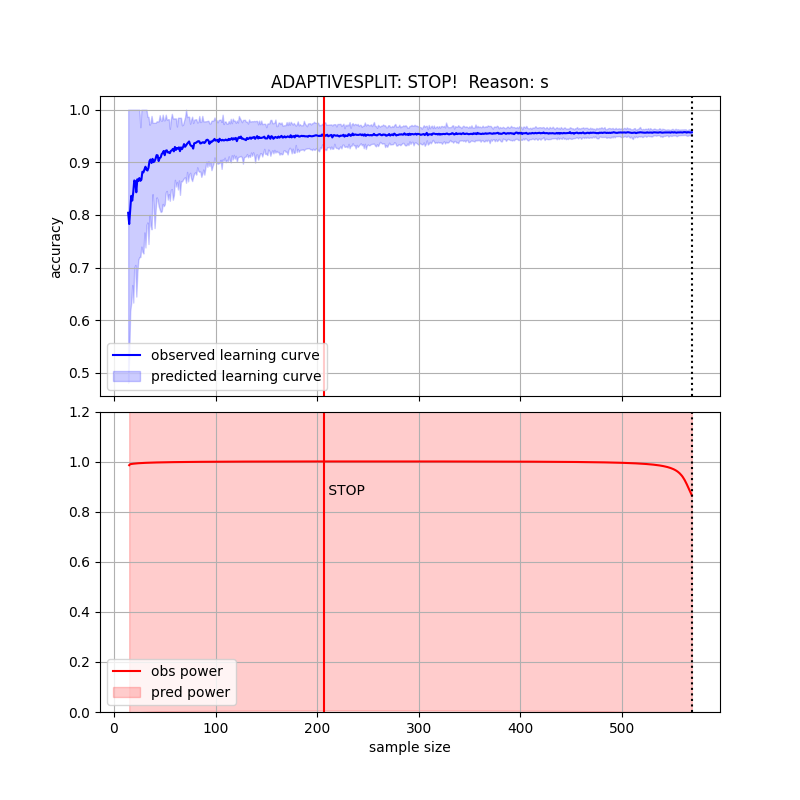 ADAPTIVESPLIT: STOP!  Reason: s
1.0
0.9
0.8
0.7
0.6
0.5
accuracy
observed learning curve
predicted learning curve
1.2
1.0
0.8
0.6
0.4
0.2
0.0
STOP
obs power
pred power
0 100 200 300 400 500
sample size